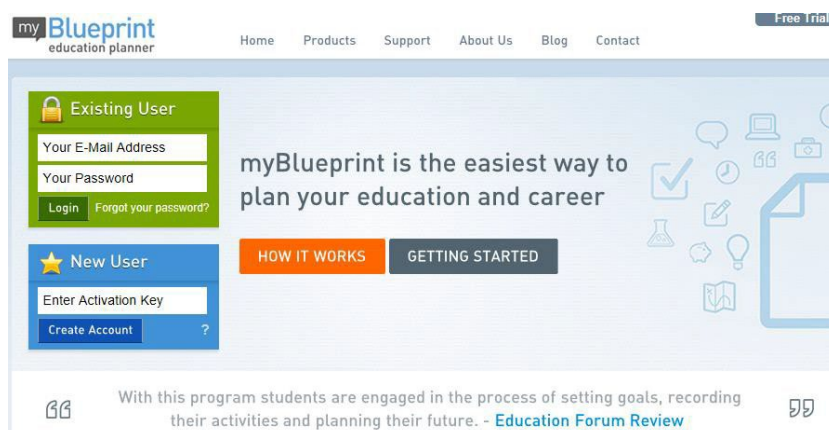 my Blueprint
education planner
Home Products Support About Us Blog Contact
Free Trial
Existing User
Your E-Mail Address
Your Password
Login Forgot your password?
New User
Enter Activation Key
Create Account ?
myBlueprint is the easiest way to
plan your education and career
HOW IT WORKS GETTING STARTED
With this program students are engaged in the process of setting goals, recording
their activities and planning their future. - Education Forum Review